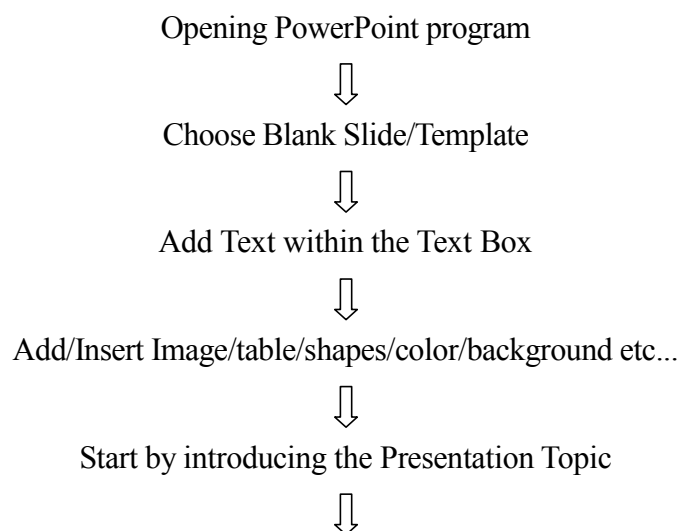 Opening PowerPoint program
Choose Blank Slide/Template
Add Text within the Text Box
Add/Insert Image/table/shapes/color/background etc...
Start by introducing the Presentation Topic